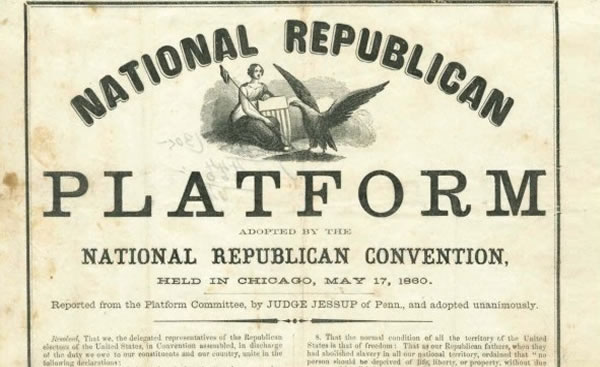 NATIONAL REPUBLICAN
PLATFORM
ADOPTED BY THE
NATIONAL REPUBLICAN CONVENTION,
HELD IN CHICAGO, MAY 17, 1860.
Reported from the Platform Committee, by JUDGE JESSUP of Penn., and adopted unanimously.
Resolved, That we, the delegated representatives of the Republican
electors of the United States, in Convention assembled, in discharge
of the duty we owe to our constituents and our country, unite in the
following declarations:
8. That the normal condition of all the territory of the United
States is that of freedom: That as our Republican fathers, when they
had abolished slavery in all our national territory, ordained that "no
person should be deprived of life, liberty, or property, without due